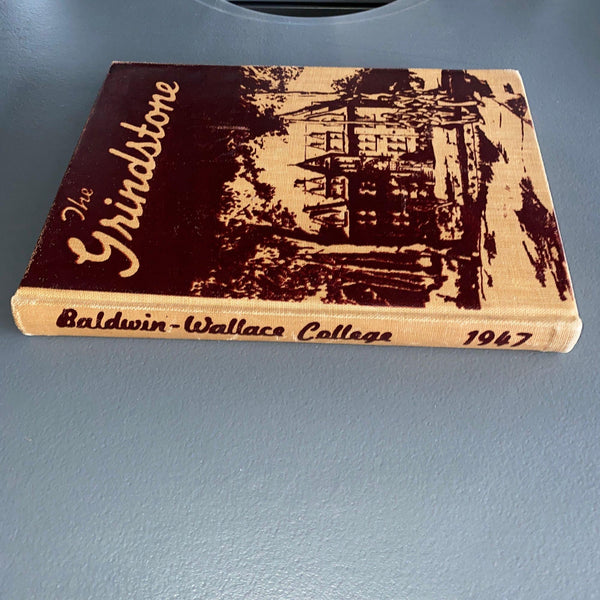 The
Grindstone
Baldwin-Wallace College 1947